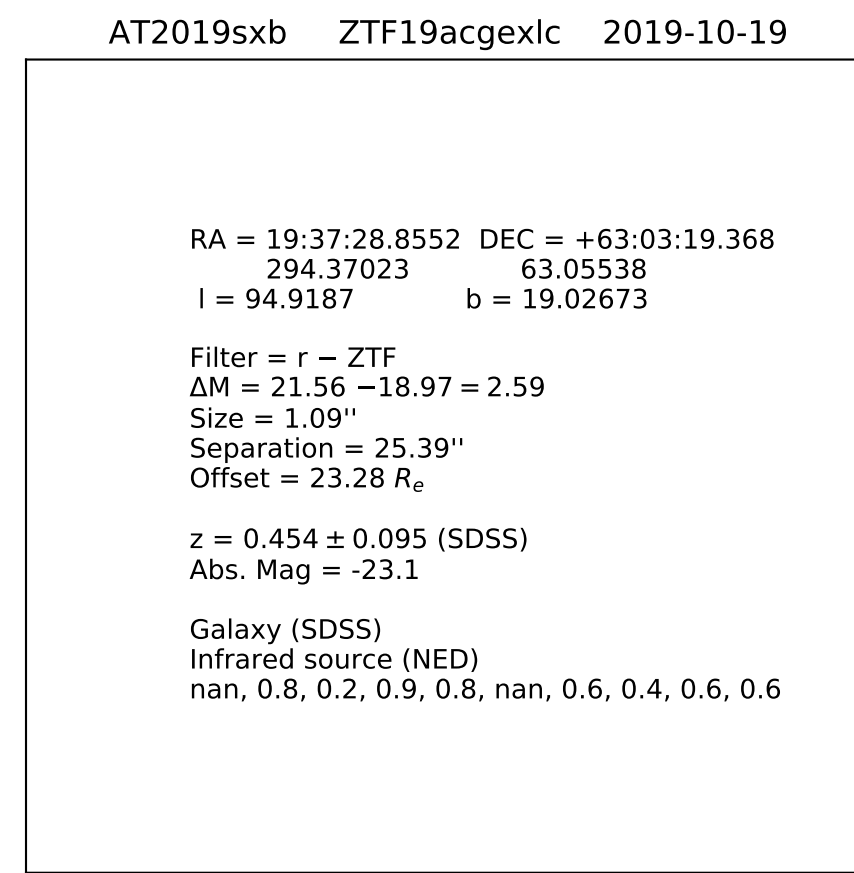 AT2019sxb ZTF19acgexlc 2019-10-19
RA = 19:37:28.8552 DEC = +63:03:19.368
294.37023 63.05538
l = 94.9187 b = 19.02673
Filter = r − ZTF
ΔM = 21.56 −18.97 = 2.59
Size = 1.09''
Separation = 25.39''
Offset = 23.28 Re
z = 0.454 ± 0.095 (SDSS)
Abs. Mag = -23.1
Galaxy (SDSS)
Infrared source (NED)
nan, 0.8, 0.2, 0.9, 0.8, nan, 0.6, 0.4, 0.6, 0.6